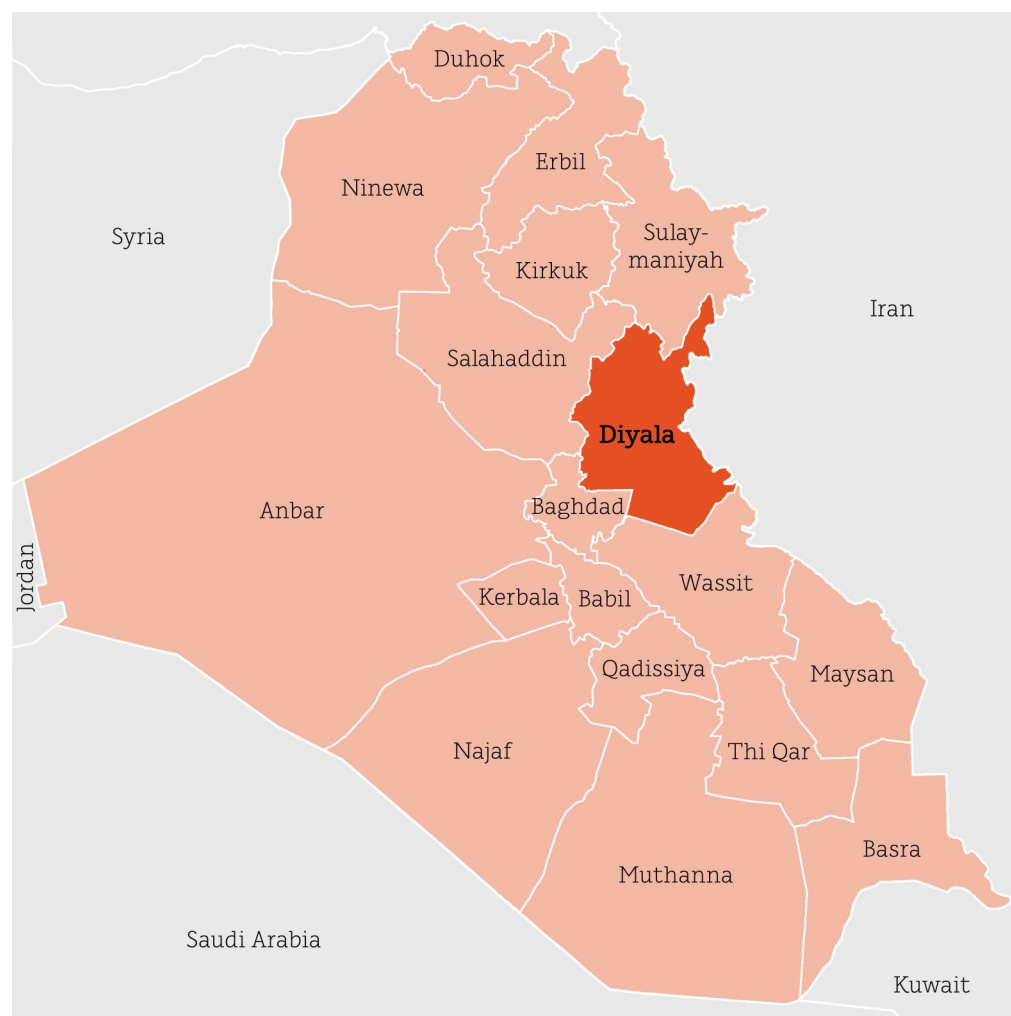 Duhok
Erbil
Ninewa
Syria
Sulay-
maniyah
Kirkuk
Iran
Salahaddin
Diyala
Anbar
Baghdad
Jordan
Wassit
Kerbala
Babil
Qadissiya
Maysan
Najaf
Thi Qar
Basra
Muthanna
Saudi Arabia
Kuwait